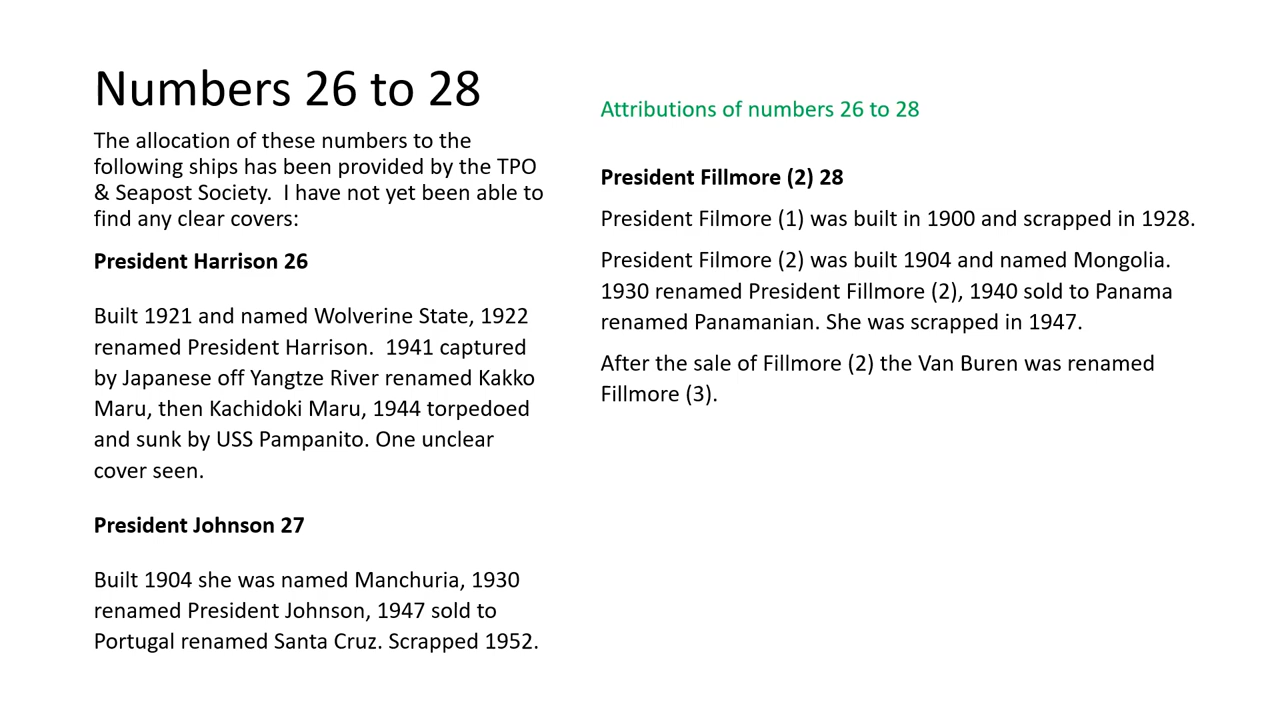 Numbers 26 to 28
The allocation of these numbers to the
following ships has been provided by the TPO
& Seapost Society.  I have not yet been able to
find any clear covers:
President Harrison 26
Built 1921 and named Wolverine State, 1922
renamed President Harrison.  1941 captured
by Japanese off Yangtze River renamed Kakko
Maru, then Kachidoki Maru, 1944 torpedoed
and sunk by USS Pampanito. One unclear
cover seen.
President Johnson 27
Built 1904 she was named Manchuria, 1930
renamed President Johnson, 1947 sold to
Portugal renamed Santa Cruz. Scrapped 1952.
Attributions of numbers 26 to 28
President Fillmore (2) 28
President Filmore (1) was built in 1900 and scrapped in 1928.
President Filmore (2) was built 1904 and named Mongolia.
1930 renamed President Fillmore (2), 1940 sold to Panama
renamed Panamanian. She was scrapped in 1947.
After the sale of Fillmore (2) the Van Buren was renamed
Fillmore (3).